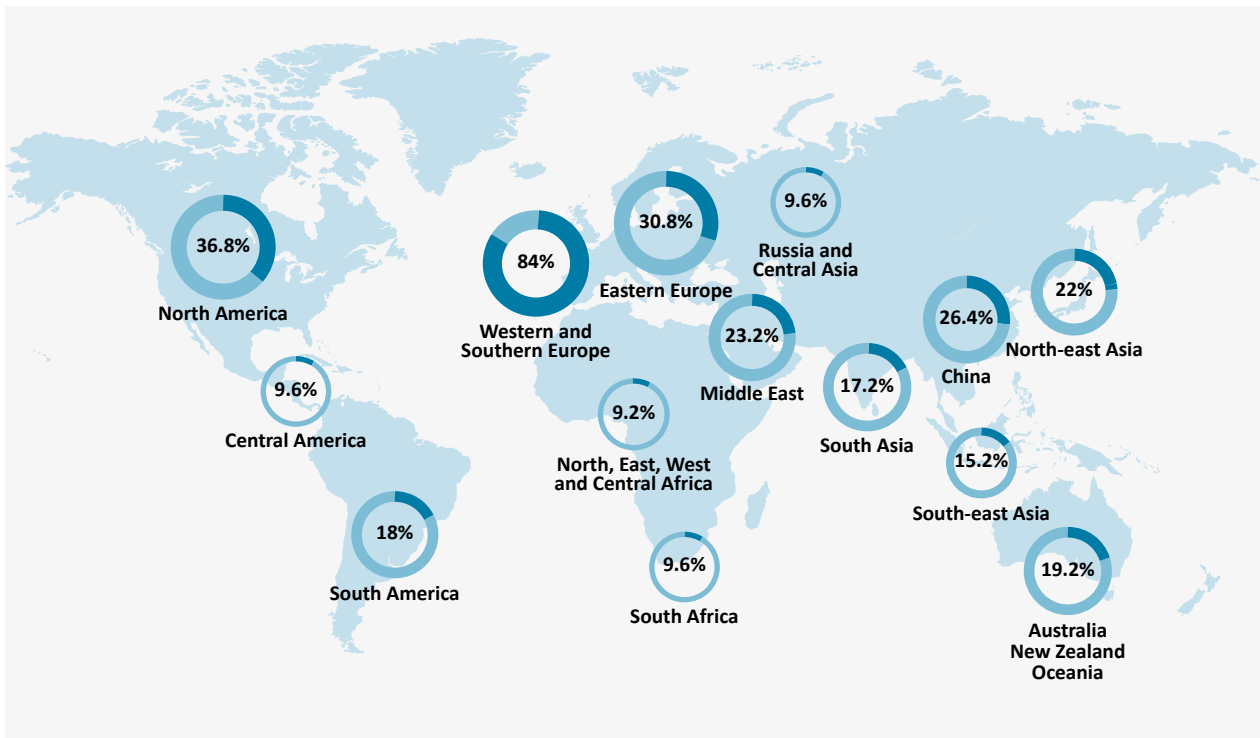 36.8%
North America
84%
Western and
Southern Europe
30.8%
Eastern Europe
9.6%
Russia and
Central Asia
22%
North-east Asia
26.4%
China
23.2%
Middle East
17.2%
South Asia
9.6%
Central America
9.2%
North, East, West
and Central Africa
15.2%
South-east Asia
18%
South America
9.6%
South Africa
19.2%
Australia
New Zealand
Oceania